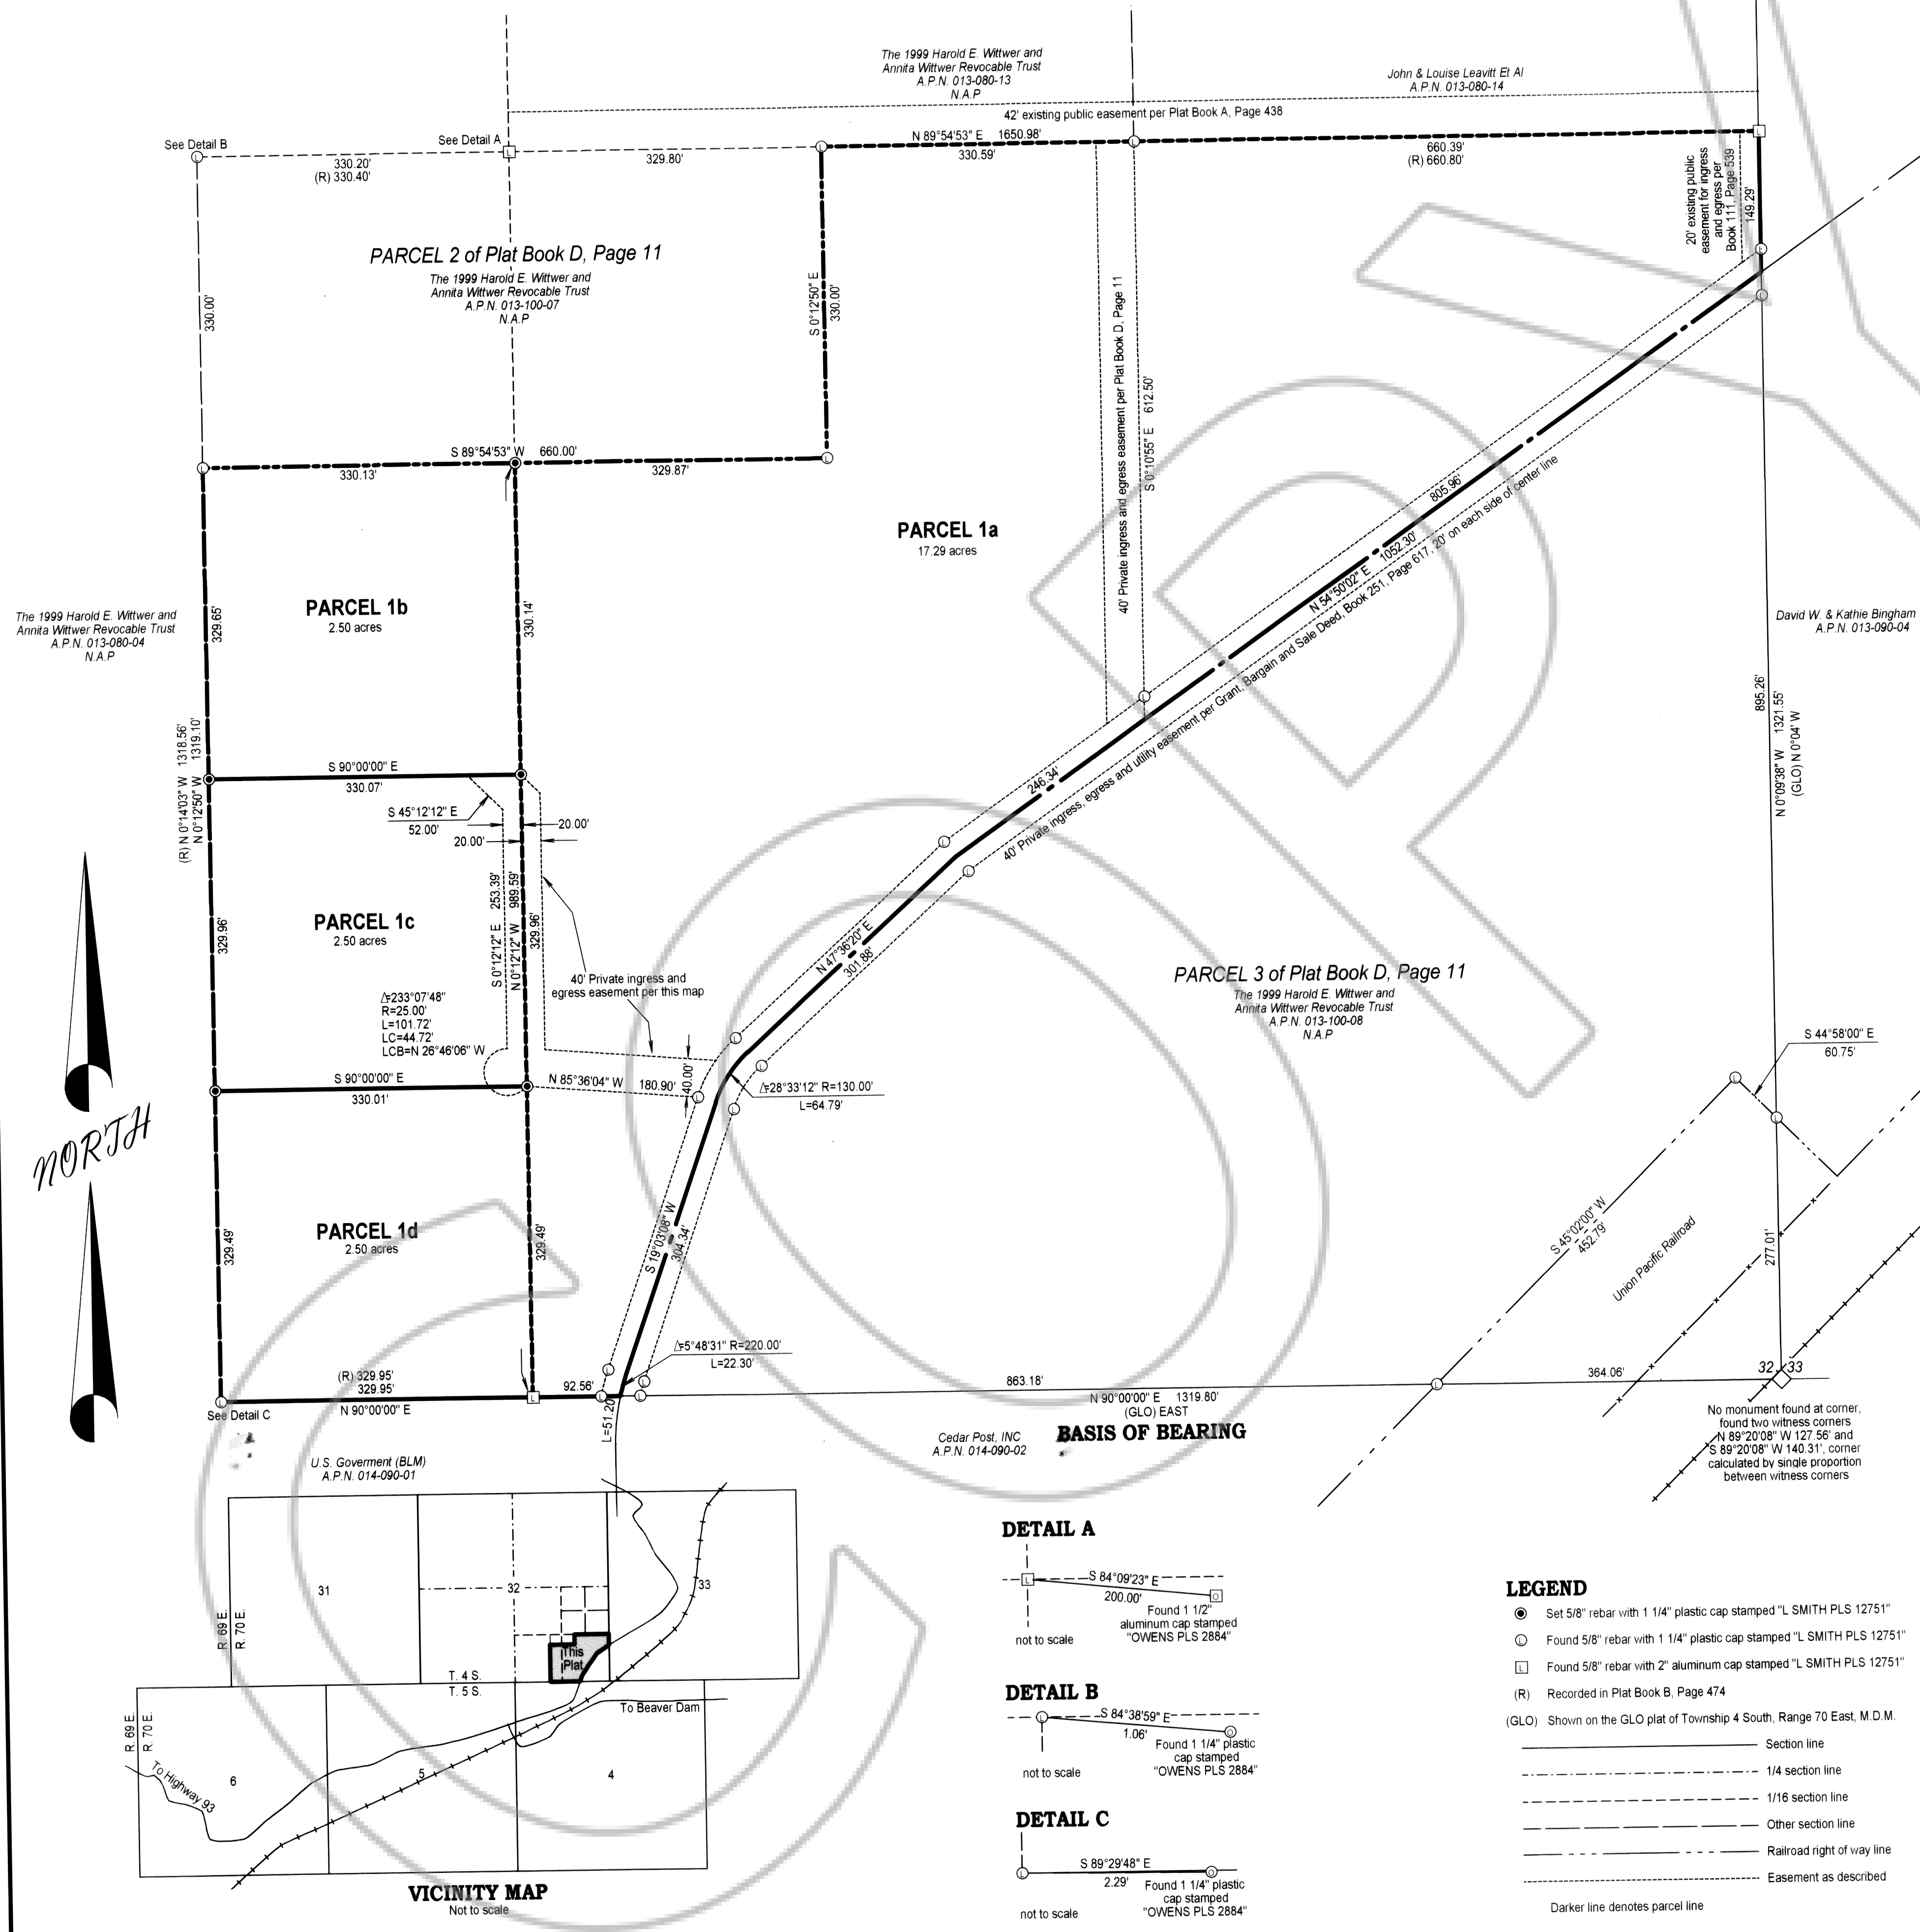 The 1999 Harold E. Wittwer and
Annita Wittwer Revocable Trust
A.P.N. 013-080-13
N.A.P
John & Louise Leavitt Et Al
A.P.N. 013-080-14
42' existing public easement per Plat Book A, Page 438
See Detail B
See Detail A
N 89°54'53" E 1650.98'
330.20'
(R) 330.40'
329.80'
330.59'
660.39'
(R) 660.80'
20' existing public
easement for ingress
and egress per
Book 111, Page 539
149.29'
PARCEL 2 of Plat Book D, Page 11
The 1999 Harold E. Wittwer and
Annita Wittwer Revocable Trust
A.P.N. 013-100-07
N.A.P
330.00'
S 0°12'50" E
330.00'
40' Private ingress and egress easement per Plat Book D, Page 11
S 0°10'55" E 612.50'
S 89°54'53" W 660.00'
330.13'
329.87'
805.96'
N 54°50'02" E 1052.30'
40' Private ingress, egress and utility easement per Grant, Bargain and Sale Deed, Book 251, Page 617, 20' on each side of center line
PARCEL 1a
17.29 acres
PARCEL 1b
2.50 acres
The 1999 Harold E. Wittwer and
Annita Wittwer Revocable Trust
A.P.N. 013-080-04
N.A.P
329.65'
330.14'
David W. & Kathie Bingham
A.P.N. 013-090-04
895.26'
N 0°09'38" W 1321.55'
(GLO) N 0°04' W
(R) N 0°14'03" W 1318.56'
N 0°12'50" W 1319.10'
S 90°00'00" E
330.07'
246.34'
S 45°12'12" E
52.00'
20.00'
20.00'
S 0°12'12" E 253.39'
N 0°12'12" W 989.59'
329.96'
329.96'
PARCEL 1c
2.50 acres
N 47°36'20" E
301.88'
40' Private ingress and
egress easement per this map
PARCEL 3 of Plat Book D, Page 11
The 1999 Harold E. Wittwer and
Annita Wittwer Revocable Trust
A.P.N. 013-100-08
N.A.P
Δ=233°07'48"
R=25.00'
L=101.72'
LC=44.72'
LCB=N 26°46'06" W
S 44°58'00" E
60.75'
S 90°00'00" E
330.01'
N 85°36'04" W 180.90'
40.00'
Δ=28°33'12" R=130.00'
L=64.79'
NORTH
PARCEL 1d
2.50 acres
329.49'
329.49'
S 19°03'08" W
304.34'
S 45°02'00" W
452.79'
Union Pacific Railroad
277.01'
Δ=5°48'31" R=220.00'
L=22.30'
(R) 329.95'
329.95'
N 90°00'00" E
92.56'
L=51.20'
863.18'
364.06'
32 33
See Detail C
N 90°00'00" E 1319.80'
(GLO) EAST
BASIS OF BEARING
Cedar Post, INC
A.P.N. 014-090-02
U.S. Goverment (BLM)
A.P.N. 014-090-01
No monument found at corner,
found two witness corners
N 89°20'08" W 127.56' and
S 89°20'08" W 140.31', corner
calculated by single proportion
between witness corners
31
32
33
R. 69 E.
R. 70 E.
This
Plat
T. 4 S.
T. 5 S.
R. 69 E.
R. 70 E.
To Beaver Dam
To Highway 93
6
5
4
VICINITY MAP
Not to scale
DETAIL A
L
S 84°09'23" E
200.00'
O
Found 1 1/2"
aluminum cap stamped
"OWENS PLS 2884"
not to scale
DETAIL B
L
S 84°38'59" E
1.06'
O
Found 1 1/4" plastic
cap stamped
"OWENS PLS 2884"
not to scale
DETAIL C
L
S 89°29'48" E
2.29'
O
Found 1 1/4" plastic
cap stamped
"OWENS PLS 2884"
not to scale
LEGEND
Set 5/8" rebar with 1 1/4" plastic cap stamped "L SMITH PLS 12751"
L Found 5/8" rebar with 1 1/4" plastic cap stamped "L SMITH PLS 12751"
L Found 5/8" rebar with 2" aluminum cap stamped "L SMITH PLS 12751"
(R) Recorded in Plat Book B, Page 474
(GLO) Shown on the GLO plat of Township 4 South, Range 70 East, M.D.M.
Section line
1/4 section line
1/16 section line
Other section line
Railroad right of way line
Easement as described
Darker line denotes parcel line